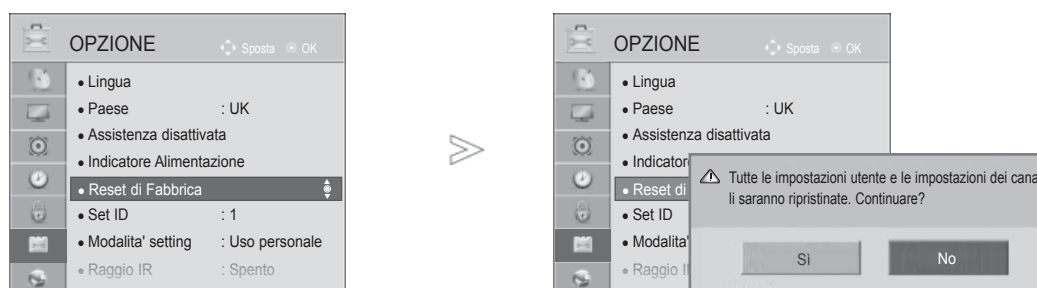 OPZIONE Sposta OK
• Lingua
• Paese : UK
• Assistenza disattivata
• Indicatore Alimentazione
• Reset di Fabbrica
• Set ID : 1
• Modalita' setting : Uso personale
• Raggio IR : Spento
OPZIONE Sposta OK
• Lingua
• Paese : UK
• Assistenza disattivata
• Indicator
• Reset di
• Set ID
• Modalita'
• Raggio I
Tutte le impostazioni utente e le impostazioni dei cana
li saranno ripristinate. Continuare?
Sì No